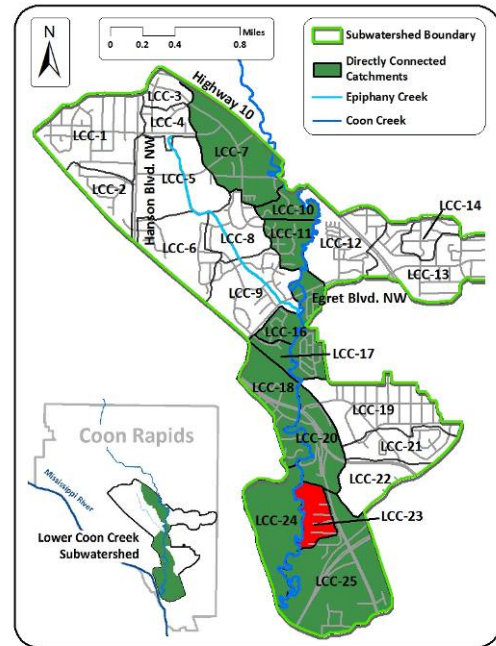 N
Miles
0 0.2 0.4 0.8
Subwatershed Boundary
Directly Connected
Catchments
Epiphany Creek
Coon Creek
Highway 10
LCC-3
LCC-4
LCC-1
LCC-7
LCC-2
Hanson Blvd. NW
LCC-5
LCC-10
LCC-14
LCC-11
LCC-12
LCC-6
LCC-8
LCC-13
LCC-9
Egret Blvd. NW
LCC-16
LCC-17
LCC-18
LCC-19
LCC-20
LCC-21
LCC-22
LCC-24
LCC-23
LCC-25
Coon Rapids
Mississippi River
Lower Coon Creek
Subwatershed